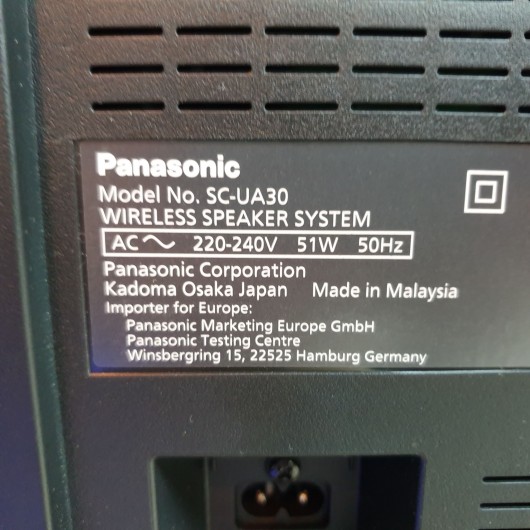 Panasonic
Model No. SC-UA30
WIRELESS SPEAKER SYSTEM
AC 220-240V 51W 50Hz
Panasonic Corporation
Kadoma Osaka Japan Made in Malaysia
Importer for Europe:
Panasonic Marketing Europe GmbH
Panasonic Testing Centre
Winsbergring 15, 22525 Hamburg Germany